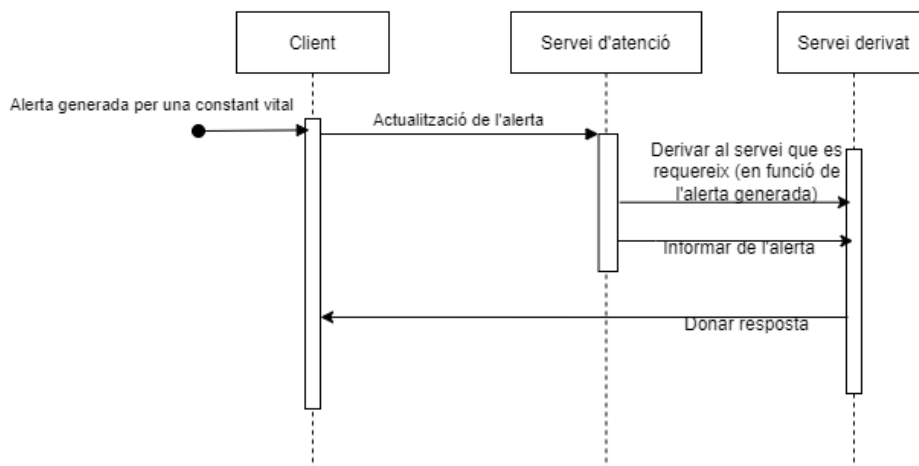 Client
Servei d'atenció
Servei derivat
Alerta generada per una constant vital
Actualització de l'alerta
Derivar al servei que es
requereix (en funció de
l'alerta generada)
Informar de l'alerta
Donar resposta